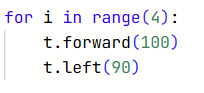 for i in range(4):
    t.forward(100)
    t.left(90)